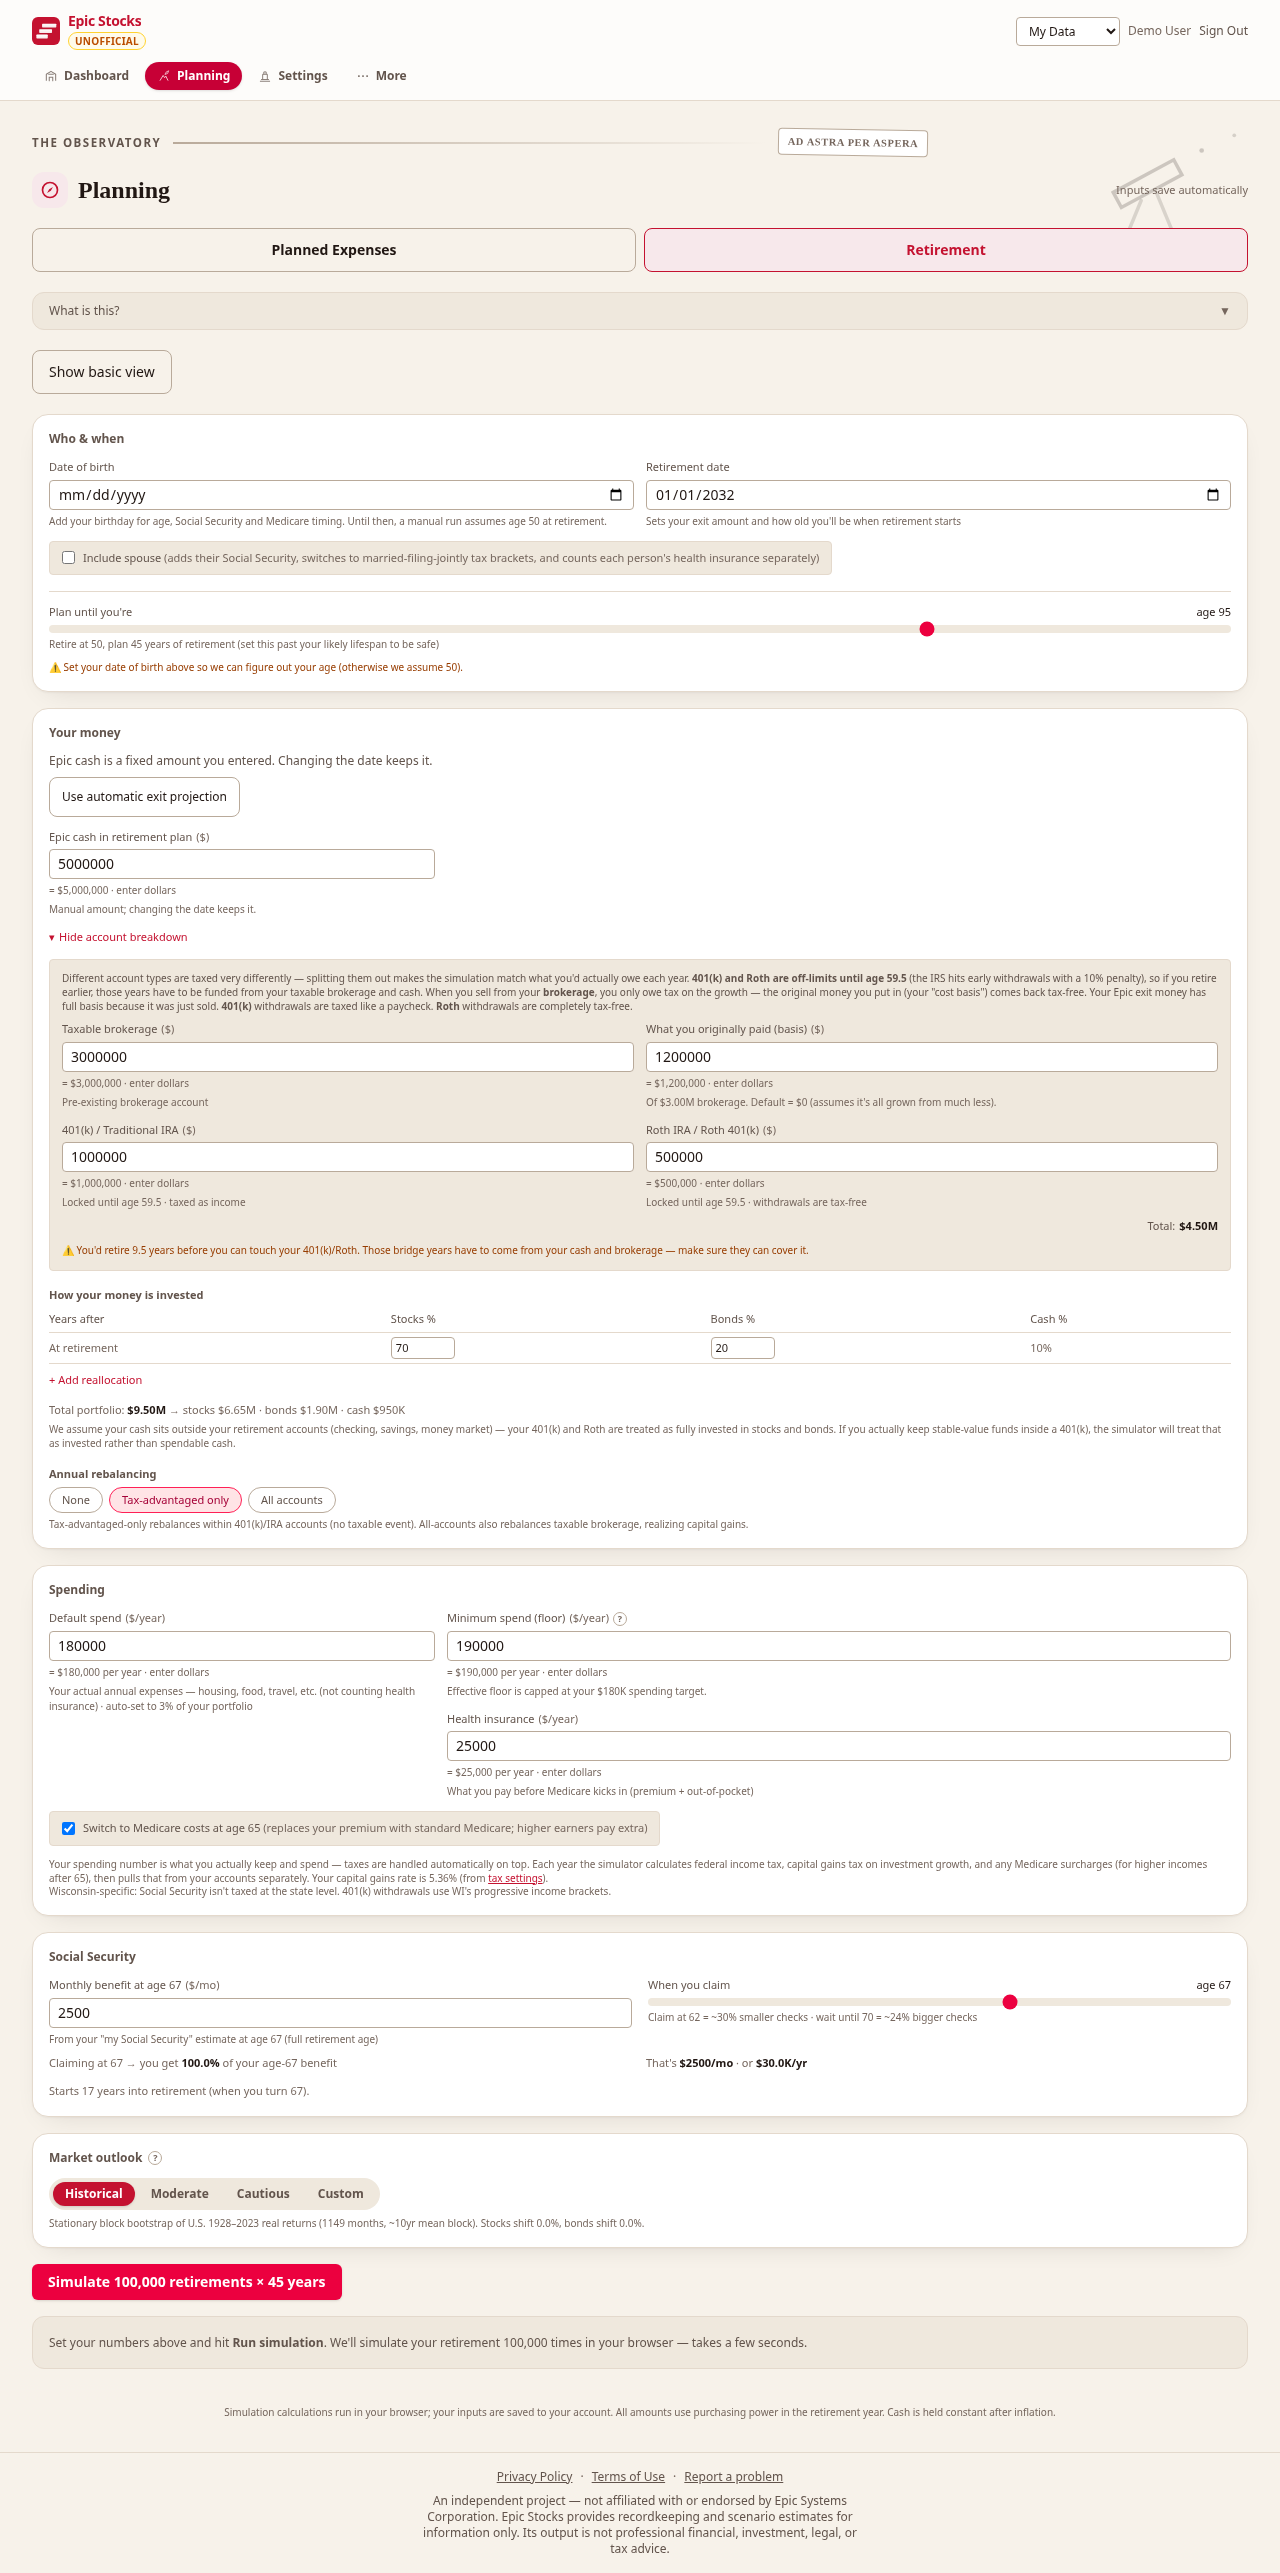 Epic Stocks
UNOFFICIAL
My Data
Demo User
Sign Out
Dashboard
Planning
Settings
More
THE OBSERVATORY
AD ASTRA PER ASPERA
Planning
Inputs save automatically
Planned Expenses
Retirement
What is this?
Show basic view
Who & when
Date of birth
Retirement date
mm/dd/yyyy
01/01/2032
Add your birthday for age, Social Security and Medicare timing. Until then, a manual run assumes age 50 at retirement.
Sets your exit amount and how old you'll be when retirement starts
Include spouse (adds their Social Security, switches to married-filing-jointly tax brackets, and counts each person's health insurance separately)
Plan until you're
age 95
Retire at 50, plan 45 years of retirement (set this past your likely lifespan to be safe)
⚠️ Set your date of birth above so we can figure out your age (otherwise we assume 50).
Your money
Epic cash is a fixed amount you entered. Changing the date keeps it.
Use automatic exit projection
Epic cash in retirement plan ($)
5000000
= $5,000,000 · enter dollars
Manual amount; changing the date keeps it.
▾ Hide account breakdown
Different account types are taxed very differently — splitting them out makes the simulation match what you'd actually owe each year. 401(k) and Roth are off-limits until age 59.5 (the IRS hits early withdrawals with a 10% penalty), so if you retire
earlier, those years have to be funded from your taxable brokerage and cash. When you sell from your brokerage, you only owe tax on the growth — the original money you put in (your "cost basis") comes back tax-free. Your Epic exit money has
full basis because it was just sold. 401(k) withdrawals are taxed like a paycheck. Roth withdrawals are completely tax-free.
Taxable brokerage ($)
What you originally paid (basis) ($)
3000000
1200000
= $3,000,000 · enter dollars
= $1,200,000 · enter dollars
Pre-existing brokerage account
Of $3.00M brokerage. Default = $0 (assumes it's all grown from much less).
401(k) / Traditional IRA ($)
Roth IRA / Roth 401(k) ($)
1000000
500000
= $1,000,000 · enter dollars
= $500,000 · enter dollars
Locked until age 59.5 · taxed as income
Locked until age 59.5 · withdrawals are tax-free
Total: $4.50M
⚠️ You'd retire 9.5 years before you can touch your 401(k)/Roth. Those bridge years have to come from your cash and brokerage — make sure they can cover it.
How your money is invested
Years after
Stocks %
Bonds %
Cash %
At retirement
70
20
10%
+ Add reallocation
Total portfolio: $9.50M → stocks $6.65M · bonds $1.90M · cash $950K
We assume your cash sits outside your retirement accounts (checking, savings, money market) — your 401(k) and Roth are treated as fully invested in stocks and bonds. If you actually keep stable-value funds inside a 401(k), the simulator will treat that
as invested rather than spendable cash.
Annual rebalancing
None
Tax-advantaged only
All accounts
Tax-advantaged-only rebalances within 401(k)/IRA accounts (no taxable event). All-accounts also rebalances taxable brokerage, realizing capital gains.
Spending
Default spend ($/year)
Minimum spend (floor) ($/year) ?
180000
190000
= $180,000 per year · enter dollars
= $190,000 per year · enter dollars
Your actual annual expenses — housing, food, travel, etc. (not counting health
insurance) · auto-set to 3% of your portfolio
Effective floor is capped at your $180K spending target.
Health insurance ($/year)
25000
= $25,000 per year · enter dollars
What you pay before Medicare kicks in (premium + out-of-pocket)
Switch to Medicare costs at age 65 (replaces your premium with standard Medicare; higher earners pay extra)
Your spending number is what you actually keep and spend — taxes are handled automatically on top. Each year the simulator calculates federal income tax, capital gains tax on investment growth, and any Medicare surcharges (for higher incomes
after 65), then pulls that from your accounts separately. Your capital gains rate is 5.36% (from tax settings).
Wisconsin-specific: Social Security isn't taxed at the state level. 401(k) withdrawals use WI's progressive income brackets.
Social Security
Monthly benefit at age 67 ($/mo)
When you claim
age 67
2500
Claim at 62 = ~30% smaller checks · wait until 70 = ~24% bigger checks
From your "my Social Security" estimate at age 67 (full retirement age)
Claiming at 67 → you get 100.0% of your age-67 benefit
That's $2500/mo · or $30.0K/yr
Starts 17 years into retirement (when you turn 67).
Market outlook ?
Historical
Moderate
Cautious
Custom
Stationary block bootstrap of U.S. 1928–2023 real returns (1149 months, ~10yr mean block). Stocks shift 0.0%, bonds shift 0.0%.
Simulate 100,000 retirements × 45 years
Set your numbers above and hit Run simulation. We'll simulate your retirement 100,000 times in your browser — takes a few seconds.
Simulation calculations run in your browser; your inputs are saved to your account. All amounts use purchasing power in the retirement year. Cash is held constant after inflation.
Privacy Policy · Terms of Use · Report a problem
An independent project — not affiliated with or endorsed by Epic Systems
Corporation. Epic Stocks provides recordkeeping and scenario estimates for
information only. Its output is not professional financial, investment, legal, or
tax advice.